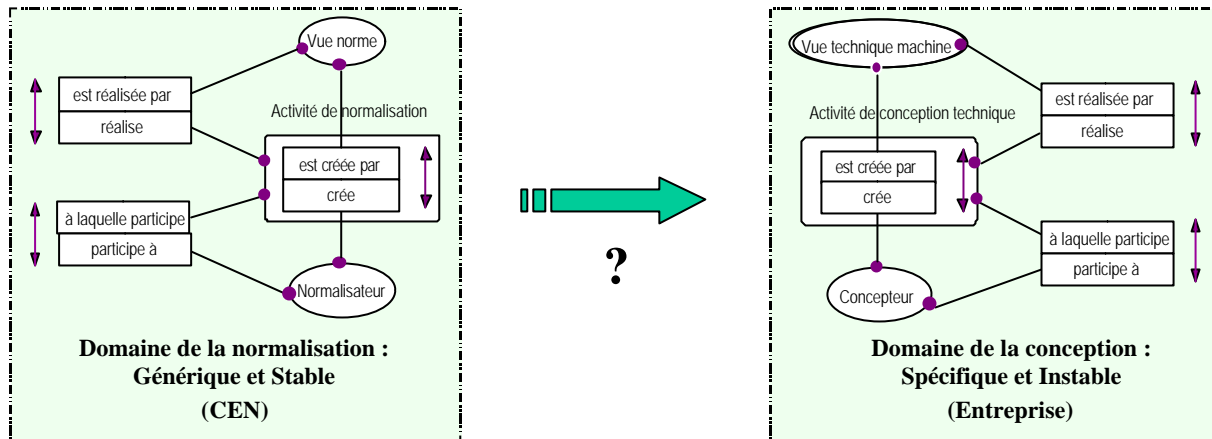 Vue norme
est réalisée par
réalise
Activité de normalisation
est créée par
crée
à laquelle participe
participe à
Normalisateur
Domaine de la normalisation :
Générique et Stable
(CEN)
?
Vue technique machine
est réalisée par
réalise
Activité de conception technique
est créée par
crée
à laquelle participe
participe à
Concepteur
Domaine de la conception :
Spécifique et Instable
(Entreprise)